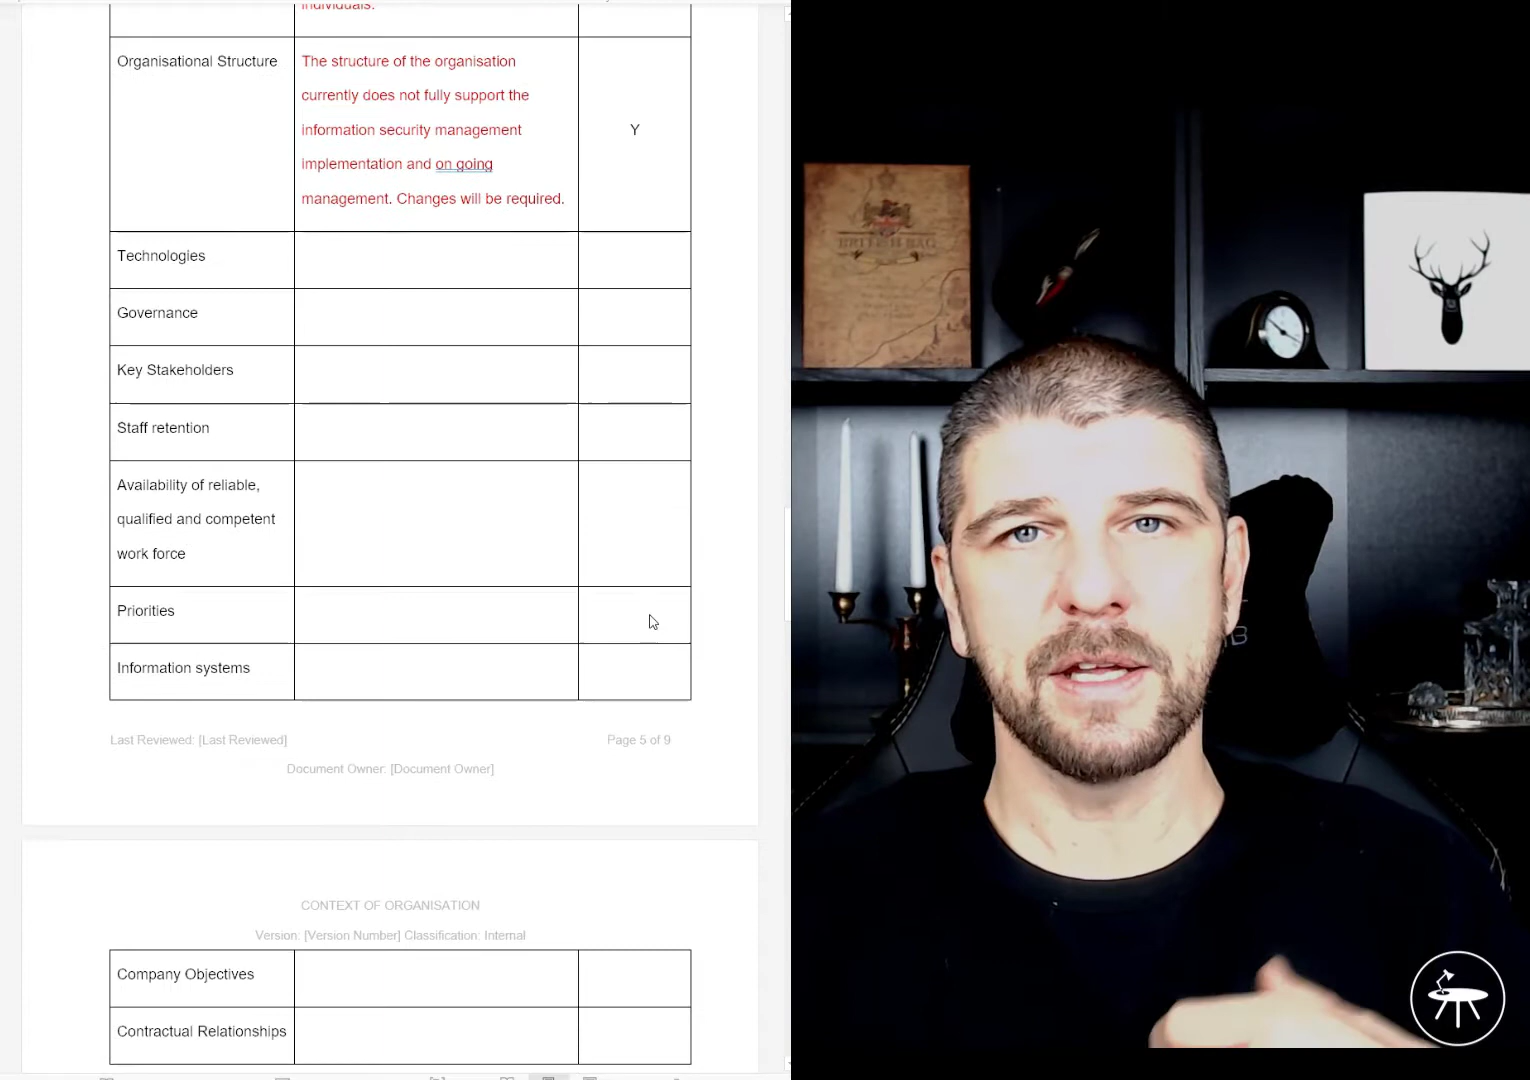 individuals.
Organisational Structure
The structure of the organisation
currently does not fully support the
information security management
implementation and on going
management. Changes will be required.
Y
Technologies
Governance
Key Stakeholders
Staff retention
Availability of reliable,
qualified and competent
work force
Priorities
Information systems
Last Reviewed: [Last Reviewed]
Page 5 of 9
Document Owner: [Document Owner]
CONTEXT OF ORGANISATION
Version: [Version Number] Classification: Internal
Company Objectives
Contractual Relationships
BRITISH BAG